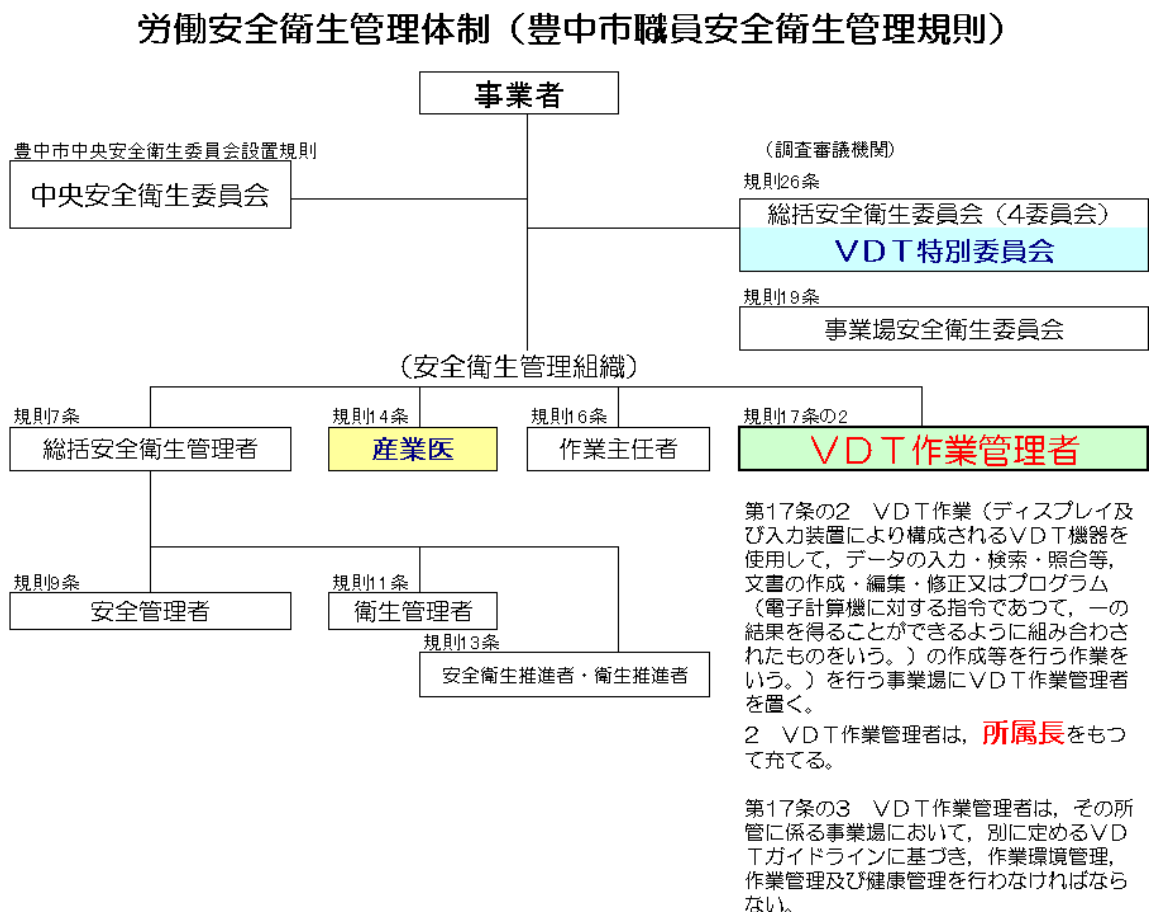 労働安全衛生管理体制（豊中市職員安全衛生管理規則）
事業者
豊中市中央安全衛生委員会設置規則
中央安全衛生委員会
（調査審議機関）
規則26条
総括安全衛生委員会（4委員会）
ＶＤＴ特別委員会
規則19条
事業場安全衛生委員会
（安全衛生管理組織）
規則7条
総括安全衛生管理者
規則14条
産業医
規則16条
作業主任者
規則17条の2
ＶＤＴ作業管理者
規則9条
安全管理者
規則11条
衛生管理者
規則13条
安全衛生推進者・衛生推進者
第17条の2　ＶＤＴ作業（ディスプレイ及
び入力装置により構成されるＶＤＴ機器を
使用して，データの入力・検索・照合等，
文書の作成・編集・修正又はプログラム
（電子計算機に対する指令であつて，一の
結果を得ることができるように組み合わさ
れたものをいう。）の作成等を行う作業を
いう。）を行う事業場にＶＤＴ作業管理者
を置く。
2　ＶＤＴ作業管理者は，所属長をもつ
て充てる。
第17条の3　ＶＤＴ作業管理者は，その所
管に係る事業場において，別に定めるＶＤ
Ｔガイドラインに基づき，作業環境管理，
作業管理及び健康管理を行わなければなら
ない。